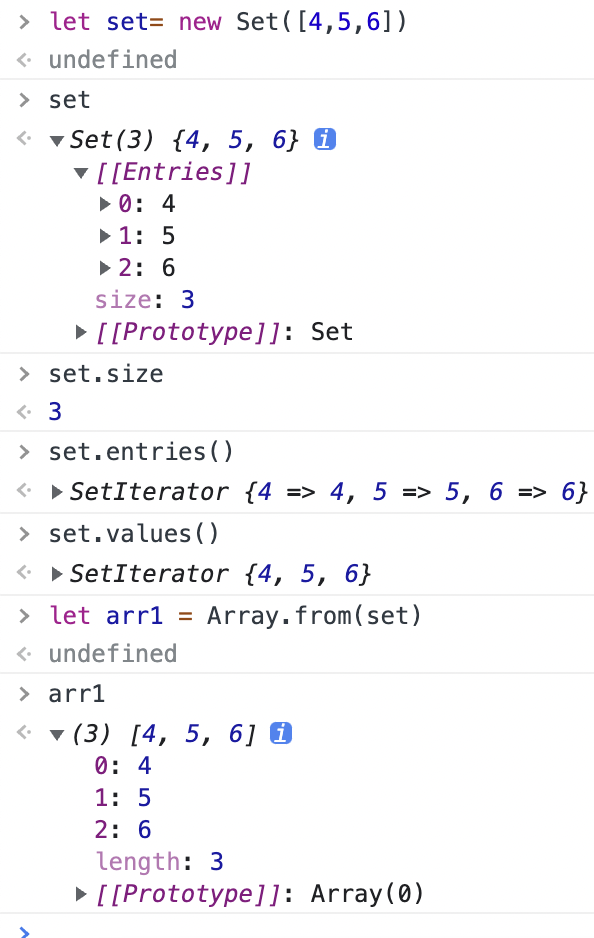 > let set= new Set([4,5,6])
<· undefined
> set
<· ▼Set(3) {4, 5, 6} i
▼[[Entries]]
▶0: 4
▶1: 5
▶2: 6
size: 3
▶[[Prototype]]: Set
> set.size
<· 3
> set.entries()
<· ▶SetIterator {4 => 4, 5 => 5, 6 => 6}
> set.values()
<· ▶SetIterator {4, 5, 6}
> let arr1 = Array.from(set)
<· undefined
> arr1
<· ▼(3) [4, 5, 6] i
0: 4
1: 5
2: 6
length: 3
▶[[Prototype]]: Array(0)
>